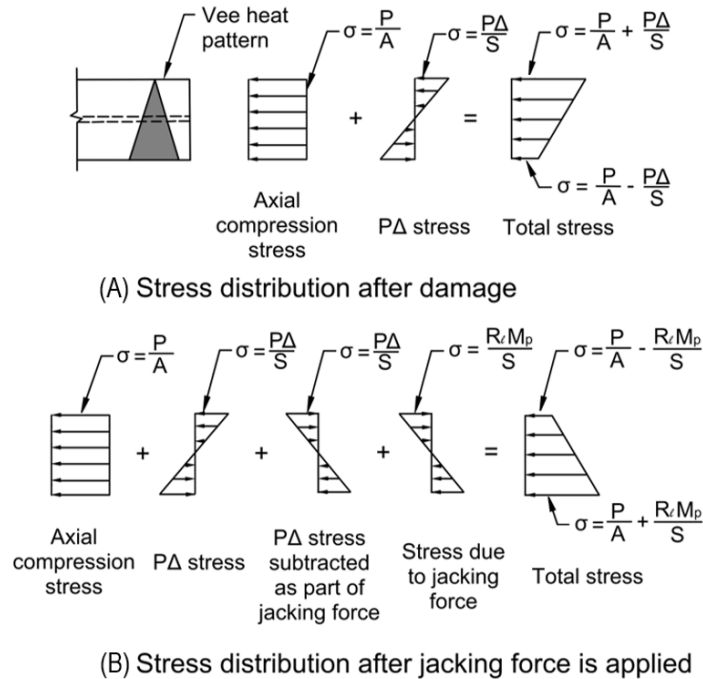 Vee heat
pattern
σ = P/A
σ = PΔ/S
σ = P/A + PΔ/S
+
=
σ = P/A - PΔ/S
Axial
compression
stress
PΔ stress
Total stress
(A) Stress distribution after damage
σ = P/A
σ = PΔ/S
σ = PΔ/S
σ = RℓMp/S
σ = P/A - RℓMp/S
+
+
+
=
σ = P/A + RℓMp/S
Axial
compression
stress
PΔ stress
PΔ stress
subtracted
as part of
jacking force
Stress due
to jacking
force
Total stress
(B) Stress distribution after jacking force is applied